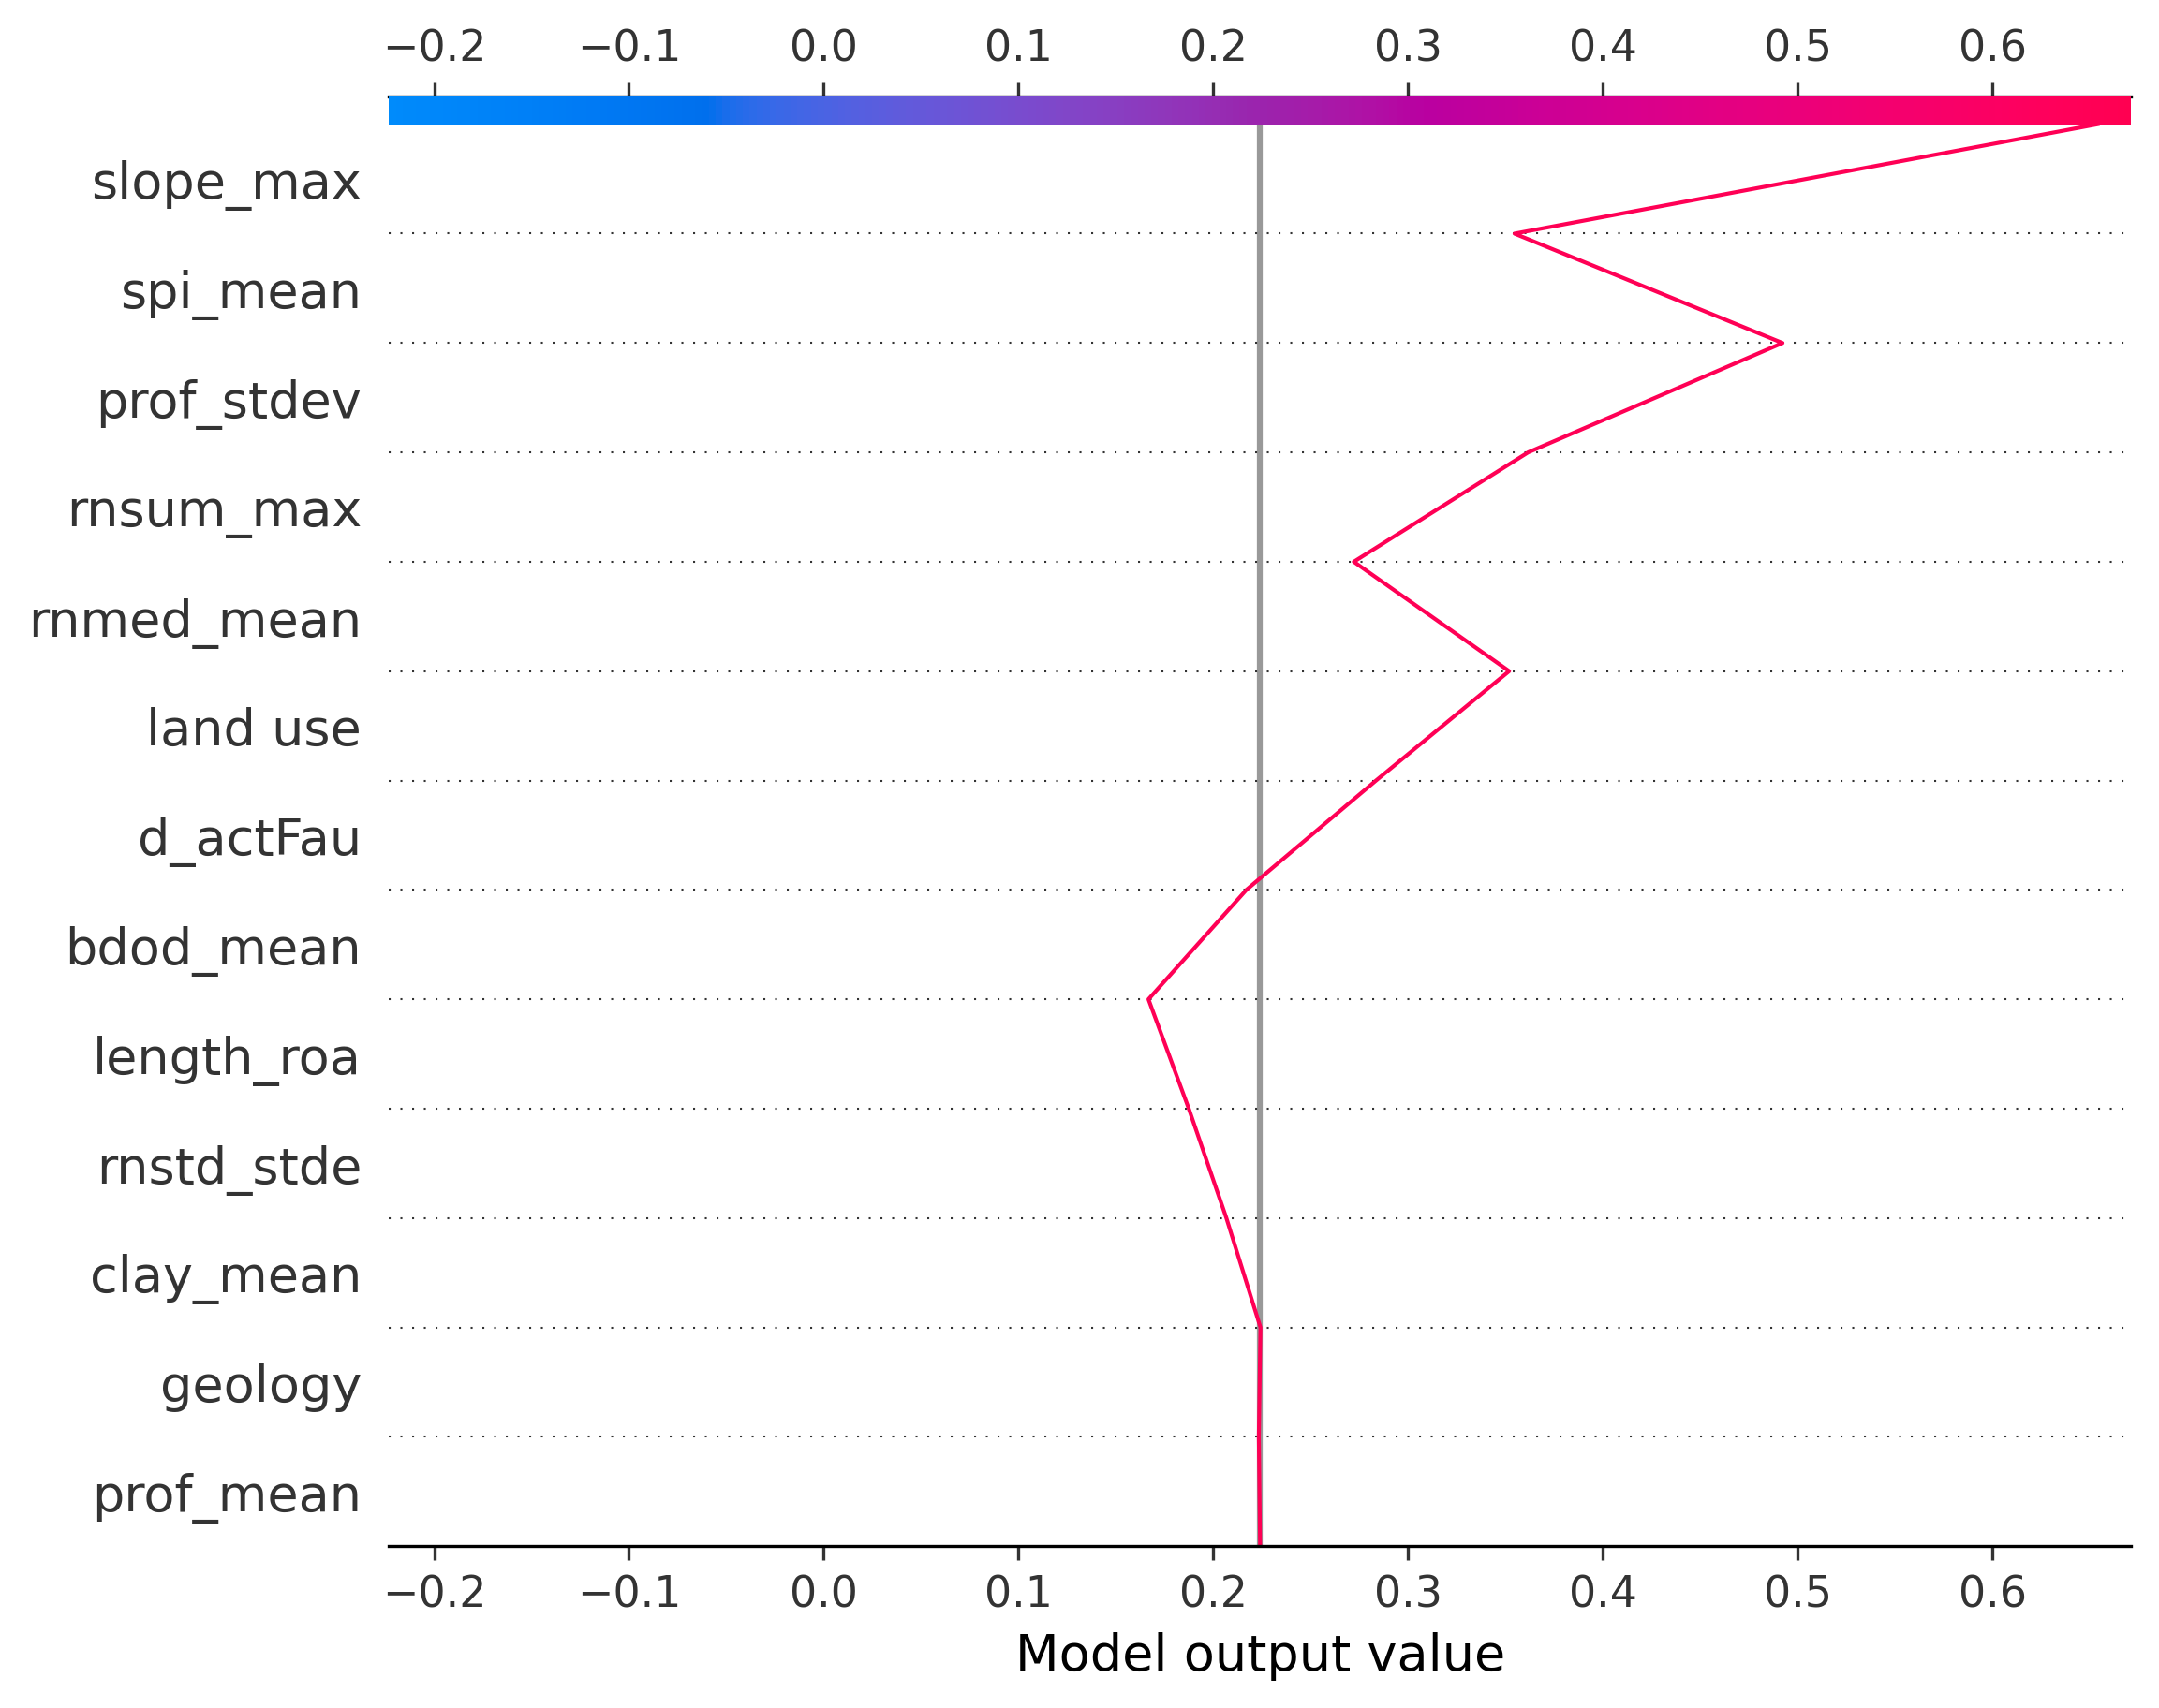 −0.2 −0.1 0.0 0.1 0.2 0.3 0.4 0.5 0.6
slope_max
spi_mean
prof_stdev
rnsum_max
rnmed_mean
land use
d_actFau
bdod_mean
length_roa
rnstd_stde
clay_mean
geology
prof_mean
−0.2 −0.1 0.0 0.1 0.2 0.3 0.4 0.5 0.6
Model output value